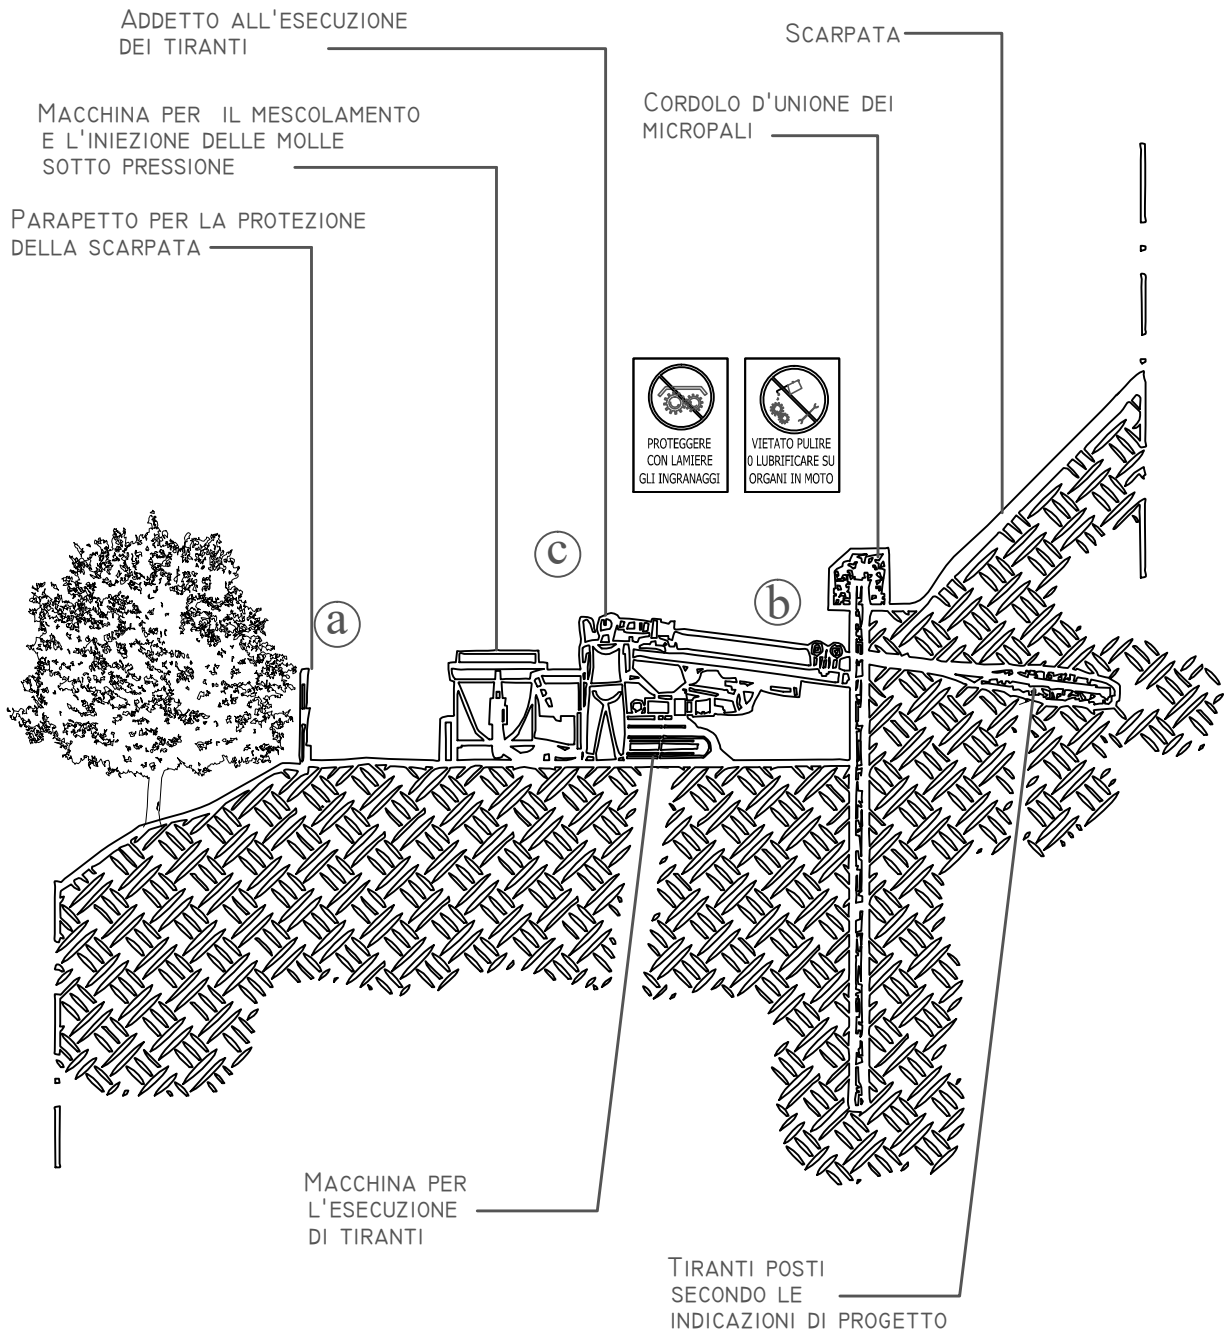 ADDETTO ALL'ESECUZIONE
DEI TIRANTI
SCARPATA
MACCHINA PER IL MESCOLAMENTO
E L'INIEZIONE DELLE MOLLE
SOTTO PRESSIONE
CORDOLO D'UNIONE DEI
MICROPALI
PARAPETTO PER LA PROTEZIONE
DELLA SCARPATA
PROTEGGERE
CON LAMIERE
GLI INGRANAGGI
VIETATO PULIRE
O LUBRIFICARE SU
ORGANI IN MOTO
c
b
a
MACCHINA PER
L'ESECUZIONE
DI TIRANTI
TIRANTI POSTI
SECONDO LE
INDICAZIONI DI PROGETTO